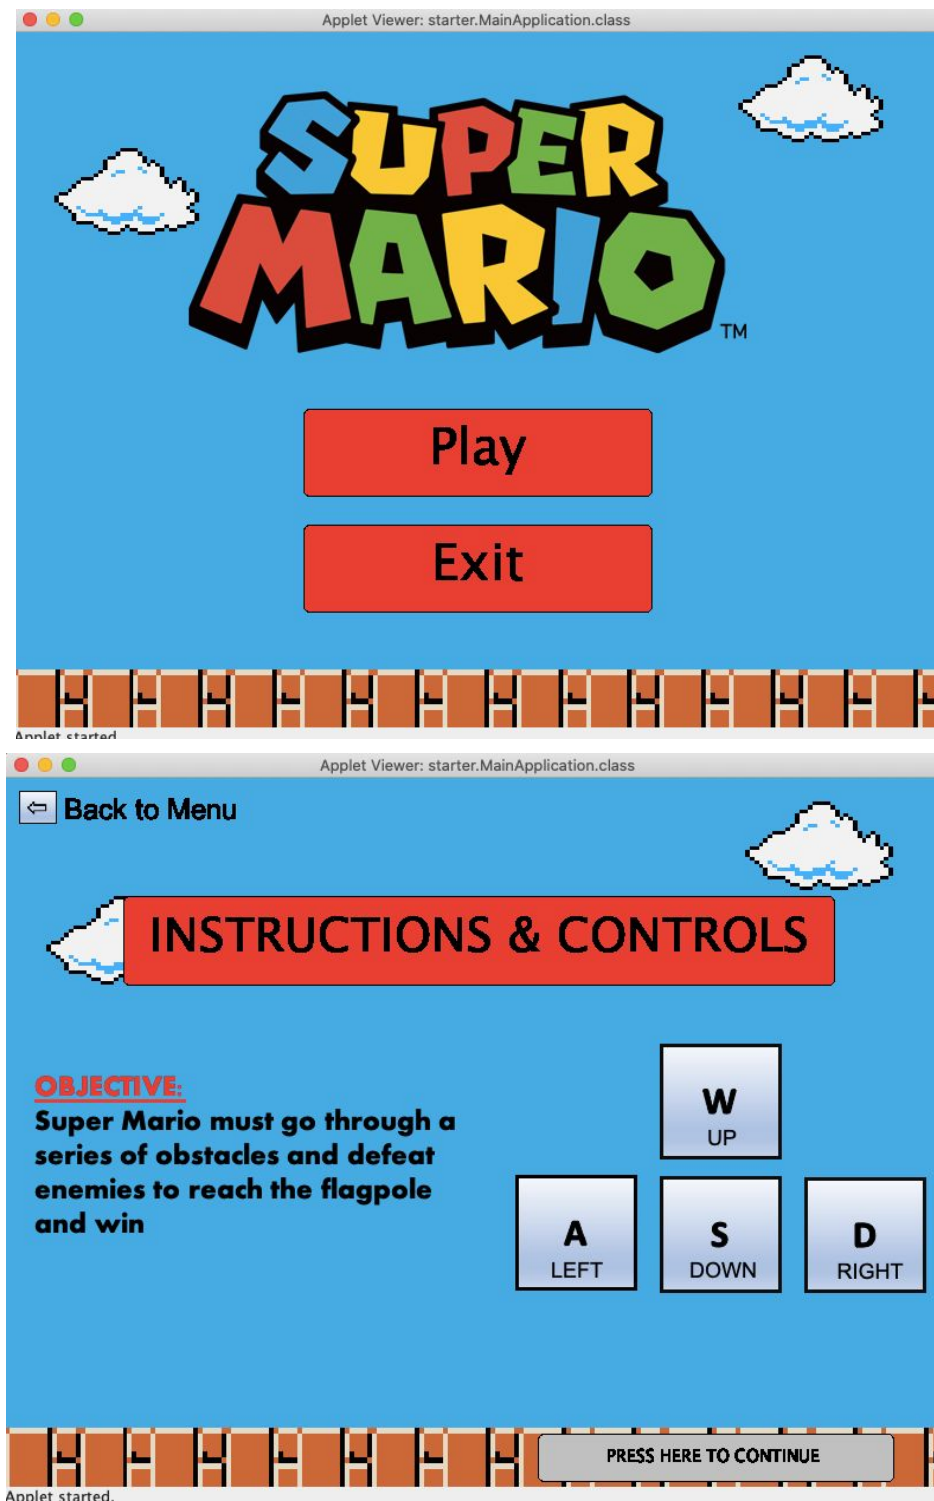 Applet Viewer: starter.MainApplication.class
SUPER
MARIO
TM
Play
Exit
Applet started.
Applet Viewer: starter.MainApplication.class
⇦ Back to Menu
INSTRUCTIONS & CONTROLS
OBJECTIVE:
Super Mario must go through a
series of obstacles and defeat
enemies to reach the flagpole
and win
W
UP
A
LEFT
S
DOWN
D
RIGHT
PRESS HERE TO CONTINUE
Applet started.